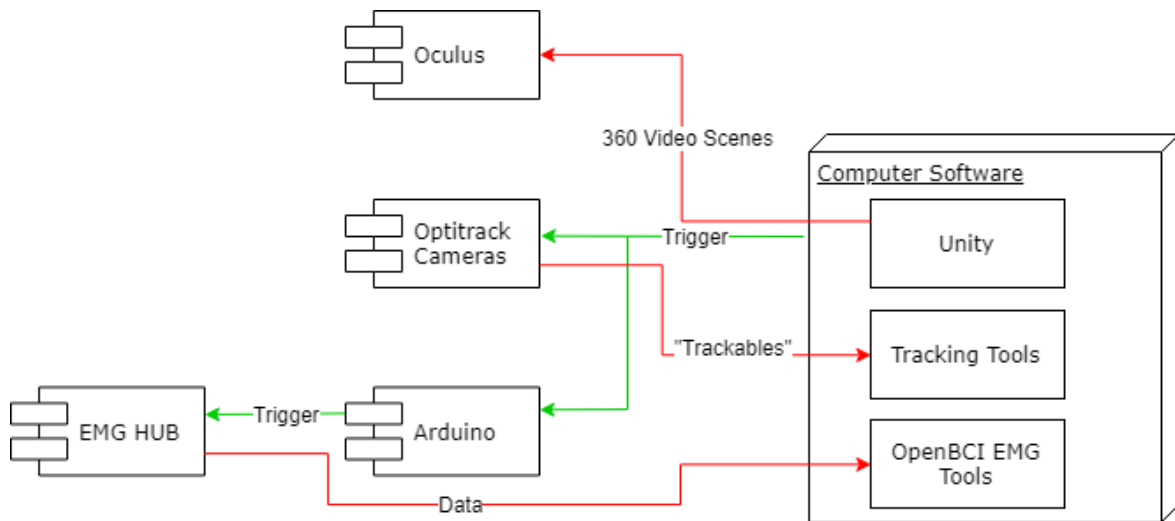 Oculus
360 Video Scenes
Computer Software
Optitrack
Cameras
Trigger
Unity
"Trackables"
Tracking Tools
EMG HUB
Trigger
Arduino
OpenBCI EMG
Tools
Data